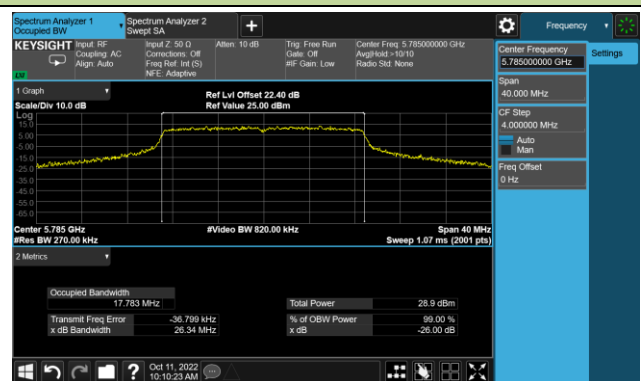 Spectrum Analyzer 1
Occupied BW
Spectrum Analyzer 2
Swept SA
+
Frequency
KEYSIGHT
Input: RF
Coupling: AC
Align: Auto
Input Z: 50 Ω
Corrections: Off
Freq Ref: Int (S)
NFE: Adaptive
Atten: 10 dB
Trig: Free Run
Gate: Off
#IF Gain: Low
Center Freq: 5.785000000 GHz
Avg|Hold:>10/10
Radio Std: None
LW
Center Frequency
5.785000000 GHz
Settings
Span
40.000 MHz
CF Step
4.000000 MHz
Auto
Man
Freq Offset
0 Hz
1 Graph
Scale/Div 10.0 dB
Ref Lvl Offset 22.40 dB
Ref Value 25.00 dBm
Log
15.0
5.00
-5.00
-15.0
-25.0
-35.0
-45.0
-55.0
-65.0
Center 5.785 GHz
#Video BW 820.00 kHz
Span 40 MHz
#Res BW 270.00 kHz
Sweep 1.07 ms (2001 pts)
2 Metrics
Occupied Bandwidth
17.783 MHz
Total Power 28.9 dBm
Transmit Freq Error -36.799 kHz
% of OBW Power 99.00 %
x dB Bandwidth 26.34 MHz
x dB -26.00 dB
?
Oct 11, 2022
10:10:23 AM